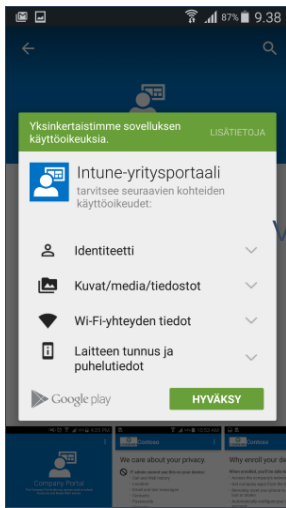 87% 9.38
Yksinkertaistimme sovelluksen
käyttöoikeuksia.
LISÄTIETOJA
Intune-yritysportaali
tarvitsee seuraavien kohteiden
käyttöoikeudet:
Identiteetti
Kuvat/media/tiedostot
Wi-Fi-yhteyden tiedot
Laitteen tunnus ja
puhelutiedot
Google play
HYVÄKSY
Contoso
Contoso
Company Portal
We care about your privacy.
Why enroll your de